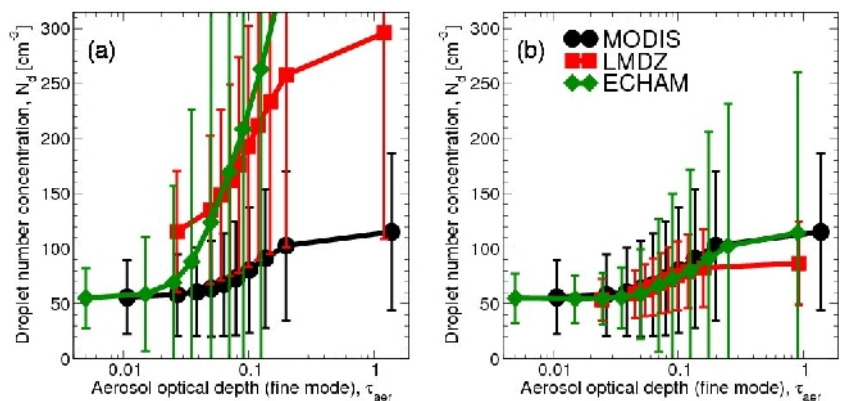 (a)
Droplet number concentration, N_d [cm⁻³]
300
250
200
150
100
50
0
0.01 0.1 1
Aerosol optical depth (fine mode), τ_aer
(b)
MODIS
LMDZ
ECHAM
Droplet number concentration, N_d [cm⁻³]
300
250
200
150
100
50
0
0.01 0.1 1
Aerosol optical depth (fine mode), τ_aer